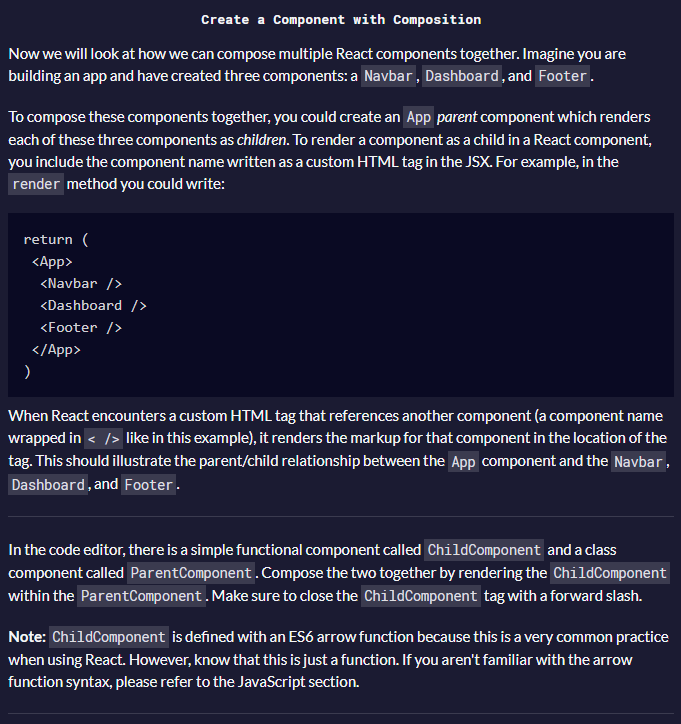 Create a Component with Composition
Now we will look at how we can compose multiple React components together. Imagine you are
building an app and have created three components: a Navbar, Dashboard, and Footer.
To compose these components together, you could create an App parent component which renders
each of these three components as children. To render a component as a child in a React component,
you include the component name written as a custom HTML tag in the JSX. For example, in the
render method you could write:
return (
<App>
<Navbar />
<Dashboard />
<Footer />
</App>
)
When React encounters a custom HTML tag that references another component (a component name
wrapped in < /> like in this example), it renders the markup for that component in the location of the
tag. This should illustrate the parent/child relationship between the App component and the Navbar,
Dashboard, and Footer.
In the code editor, there is a simple functional component called ChildComponent and a class
component called ParentComponent. Compose the two together by rendering the ChildComponent
within the ParentComponent. Make sure to close the ChildComponent tag with a forward slash.
Note: ChildComponent is defined with an ES6 arrow function because this is a very common practice
when using React. However, know that this is just a function. If you aren't familiar with the arrow
function syntax, please refer to the JavaScript section.